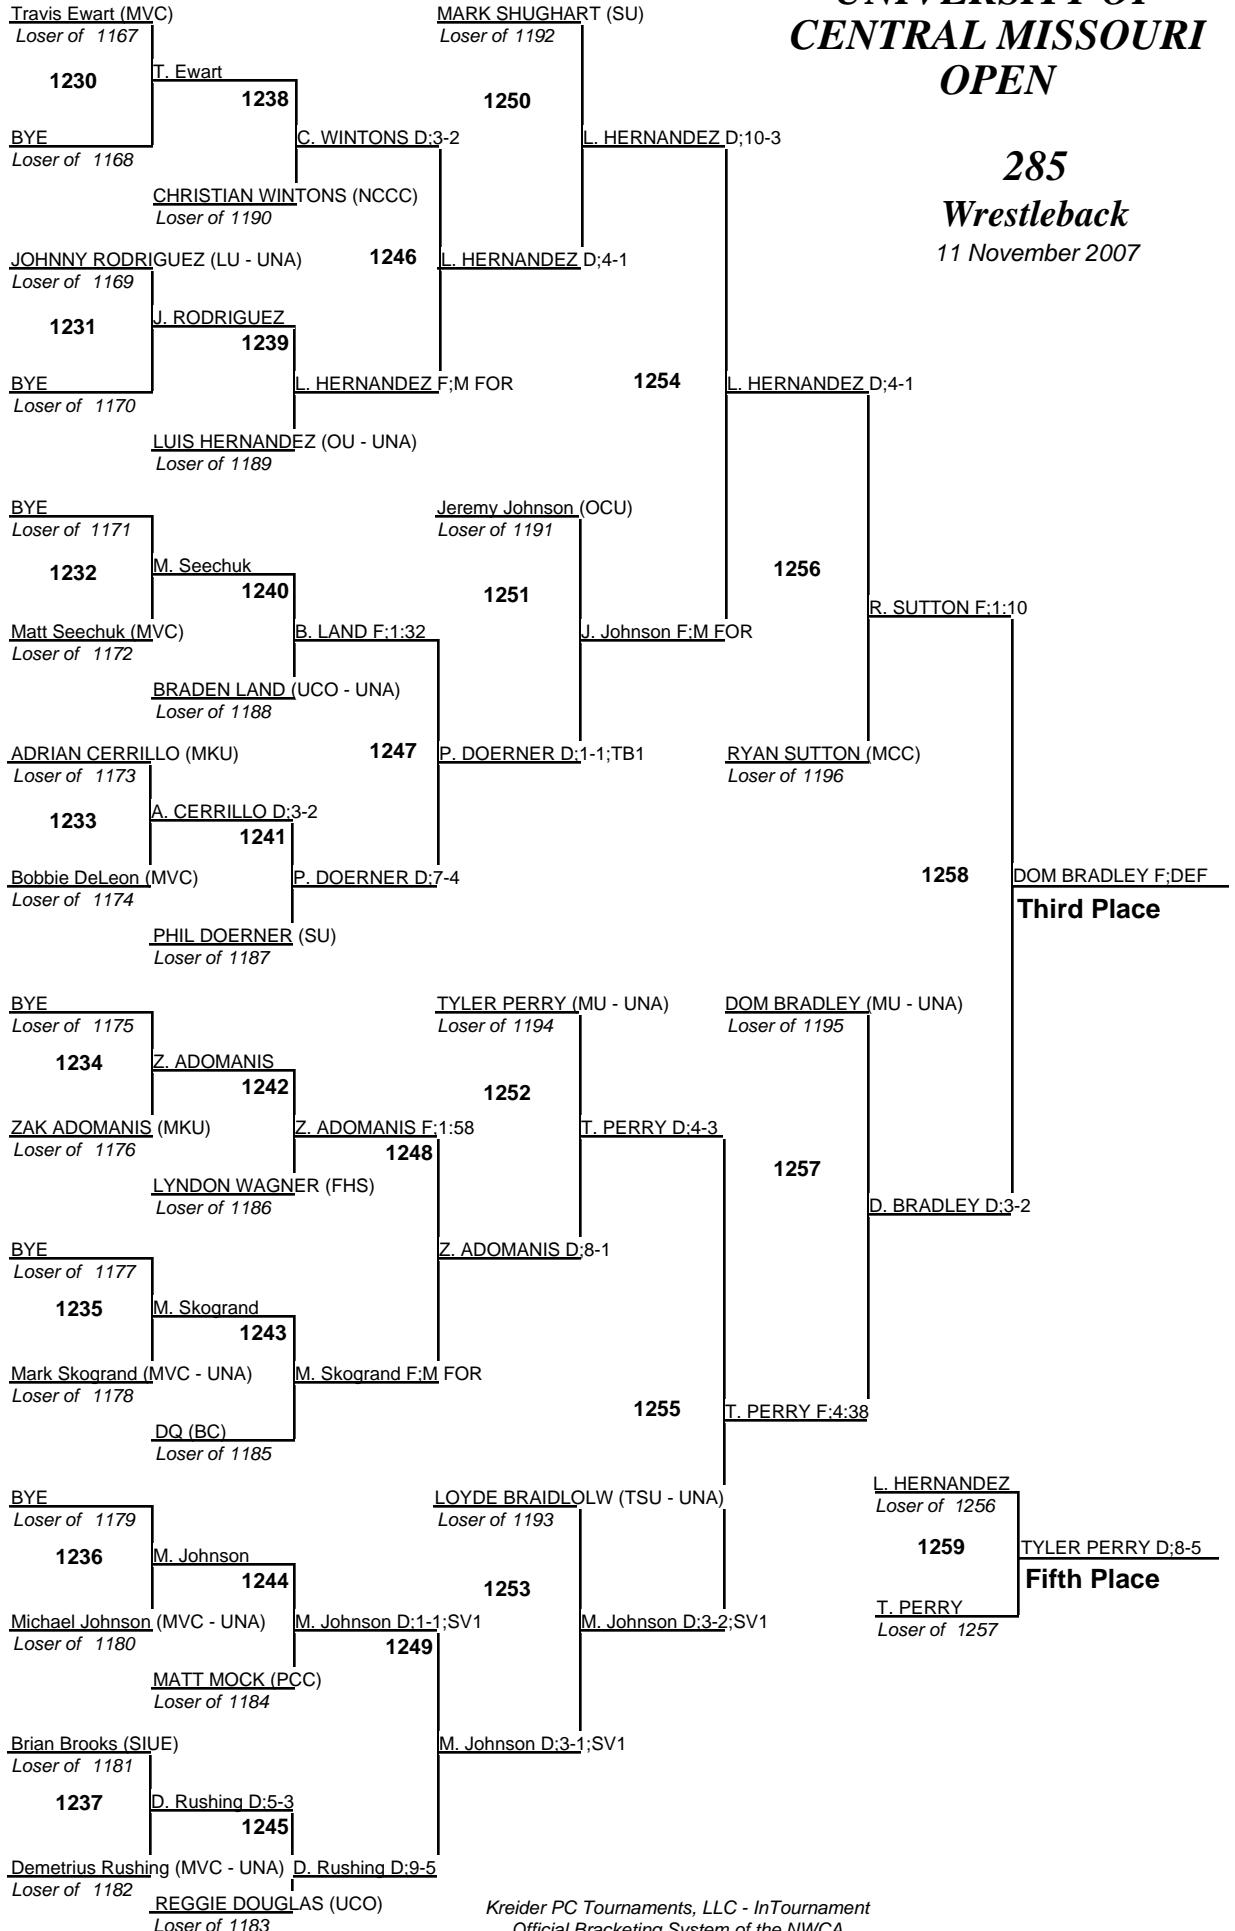 UNIVERSITY OF
CENTRAL MISSOURI
OPEN
285
Wrestleback
11 November 2007
Travis Ewart (MVC)
Loser of 1167
1230
BYE
Loser of 1168
T. Ewart
1238
CHRISTIAN WINTONS (NCCC)
Loser of 1190
C. WINTONS D;3-2
JOHNNY RODRIGUEZ (LU - UNA)
Loser of 1169
1231
BYE
Loser of 1170
J. RODRIGUEZ
1239
LUIS HERNANDEZ (OU - UNA)
Loser of 1189
L. HERNANDEZ F;M FOR
1246
L. HERNANDEZ D;4-1
MARK SHUGHART (SU)
Loser of 1192
1250
L. HERNANDEZ D;10-3
BYE
Loser of 1171
1232
Matt Seechuk (MVC)
Loser of 1172
M. Seechuk
1240
BRADEN LAND (UCO - UNA)
Loser of 1188
B. LAND F;1:32
ADRIAN CERRILLO (MKU)
Loser of 1173
1233
Bobbie DeLeon (MVC)
Loser of 1174
A. CERRILLO D;3-2
1241
PHIL DOERNER (SU)
Loser of 1187
P. DOERNER D;7-4
1247
P. DOERNER D;1-1;TB1
Jeremy Johnson (OCU)
Loser of 1191
1251
J. Johnson F;M FOR
1254
L. HERNANDEZ D;4-1
1256
RYAN SUTTON (MCC)
Loser of 1196
R. SUTTON F;1:10
1258
DOM BRADLEY F;DEF
Third Place
BYE
Loser of 1175
1234
ZAK ADOMANIS (MKU)
Loser of 1176
Z. ADOMANIS
1242
LYNDON WAGNER (FHS)
Loser of 1186
Z. ADOMANIS F;1:58
1248
BYE
Loser of 1177
1235
Mark Skogrand (MVC - UNA)
Loser of 1178
M. Skogrand
1243
DQ (BC)
Loser of 1185
M. Skogrand F;M FOR
Z. ADOMANIS D;8-1
TYLER PERRY (MU - UNA)
Loser of 1194
1252
T. PERRY D;4-3
DOM BRADLEY (MU - UNA)
Loser of 1195
1257
D. BRADLEY D;3-2
1255
T. PERRY F;4:38
BYE
Loser of 1179
1236
Michael Johnson (MVC - UNA)
Loser of 1180
M. Johnson
1244
MATT MOCK (PCC)
Loser of 1184
M. Johnson D;1-1;SV1
1249
LOYDE BRAIDLOLW (TSU - UNA)
Loser of 1193
1253
M. Johnson D;3-2;SV1
M. Johnson D;3-1;SV1
Brian Brooks (SIUE)
Loser of 1181
1237
Demetrius Rushing (MVC - UNA)
Loser of 1182
D. Rushing D;5-3
1245
REGGIE DOUGLAS (UCO)
Loser of 1183
D. Rushing D;9-5
L. HERNANDEZ
Loser of 1256
1259
T. PERRY
Loser of 1257
TYLER PERRY D;8-5
Fifth Place
Kreider PC Tournaments, LLC - InTournament
Official Bracketing System of the NWCA